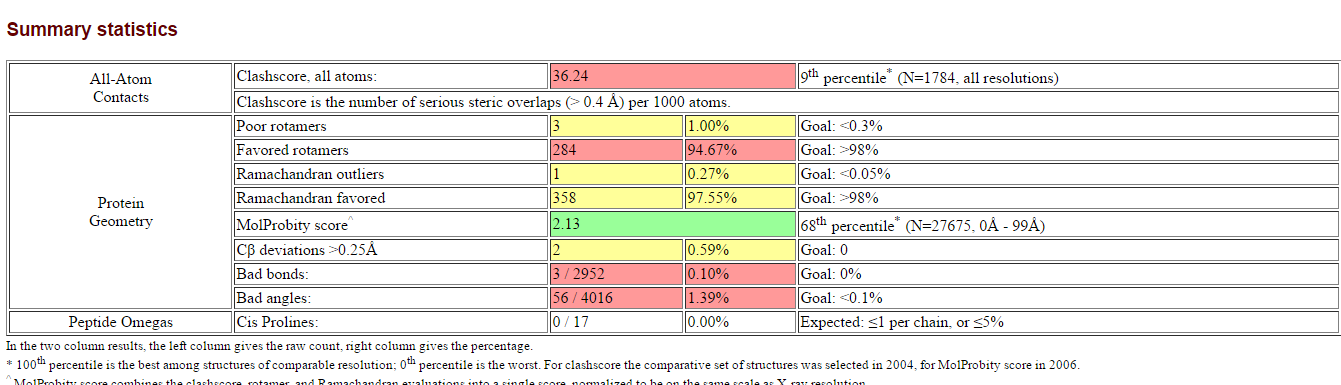 Summary statistics
All-Atom Contacts
Clashscore, all atoms: 36.24 9th percentile* (N=1784, all resolutions)
Clashscore is the number of serious steric overlaps (> 0.4 Å) per 1000 atoms.
Protein Geometry
Poor rotamers 3 1.00% Goal: <0.3%
Favored rotamers 284 94.67% Goal: >98%
Ramachandran outliers 1 0.27% Goal: <0.05%
Ramachandran favored 358 97.55% Goal: >98%
MolProbity score^ 2.13 68th percentile* (N=27675, 0Å - 99Å)
Cβ deviations >0.25Å 2 0.59% Goal: 0
Bad bonds: 3 / 2952 0.10% Goal: 0%
Bad angles: 56 / 4016 1.39% Goal: <0.1%
Peptide Omegas Cis Prolines: 0 / 17 0.00% Expected: ≤1 per chain, or ≤5%
In the two column results, the left column gives the raw count, right column gives the percentage.
* 100th percentile is the best among structures of comparable resolution; 0th percentile is the worst. For clashscore the comparative set of structures was selected in 2004, for MolProbity score in 2006.
^ MolProbity score combines the clashscore, rotamer, and Ramachandran evaluations into a single score, normalized to be on the same scale as X-ray resolution.